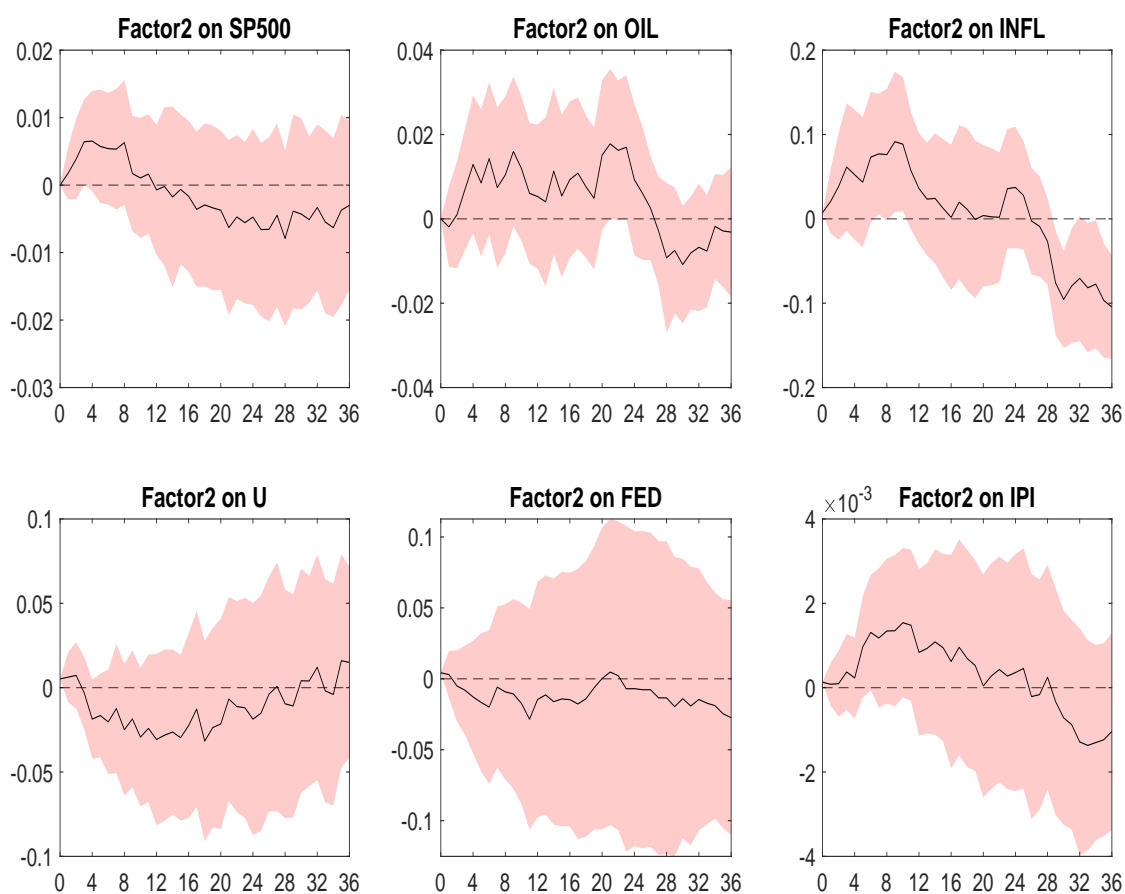 Factor2 on SP500
0.02
0.01
0
-0.01
-0.02
-0.03
0 4 8 12 16 20 24 28 32 36
Factor2 on OIL
0.04
0.02
0
-0.02
-0.04
0 4 8 12 16 20 24 28 32 36
Factor2 on INFL
0.2
0.1
0
-0.1
-0.2
0 4 8 12 16 20 24 28 32 36
Factor2 on U
0.1
0.05
0
-0.05
-0.1
0 4 8 12 16 20 24 28 32 36
Factor2 on FED
0.1
0.05
0
-0.05
-0.1
0 4 8 12 16 20 24 28 32 36
×10⁻³ Factor2 on IPI
4
2
0
-2
-4
0 4 8 12 16 20 24 28 32 36